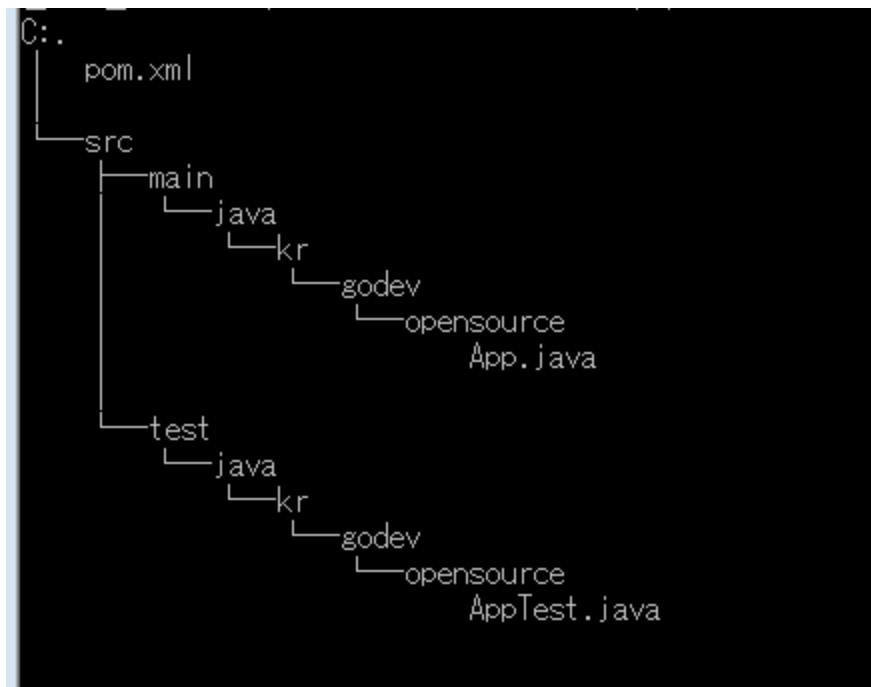 C:.
pom.xml
src
main
java
kr
godev
opensource
App.java
test
java
kr
godev
opensource
AppTest.java